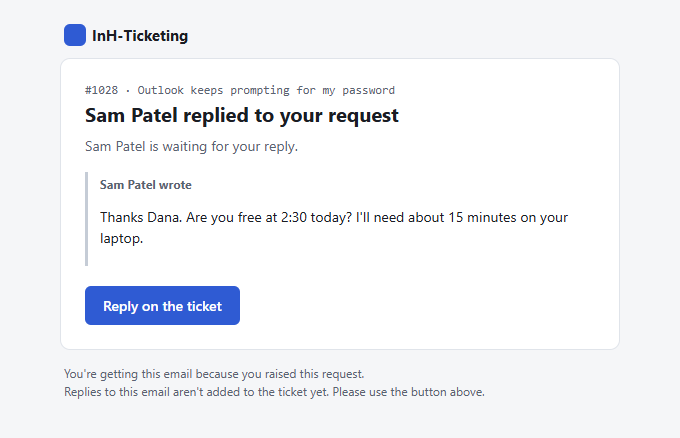 InH-Ticketing
#1028 · Outlook keeps prompting for my password
Sam Patel replied to your request
Sam Patel is waiting for your reply.
Sam Patel wrote
Thanks Dana. Are you free at 2:30 today? I'll need about 15 minutes on your
laptop.
Reply on the ticket
You're getting this email because you raised this request.
Replies to this email aren't added to the ticket yet. Please use the button above.